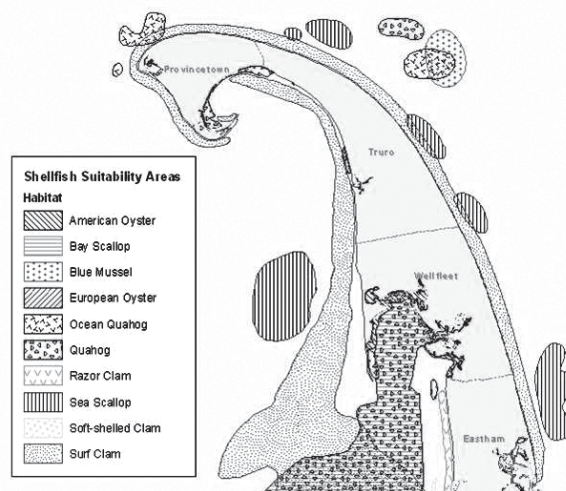 Provincetown
Truro
Wellfleet
Eastham
Shellfish Suitability Areas
Habitat
American Oyster
Bay Scallop
Blue Mussel
European Oyster
Ocean Quahog
Quahog
Razor Clam
Sea Scallop
Soft-shelled Clam
Surf Clam